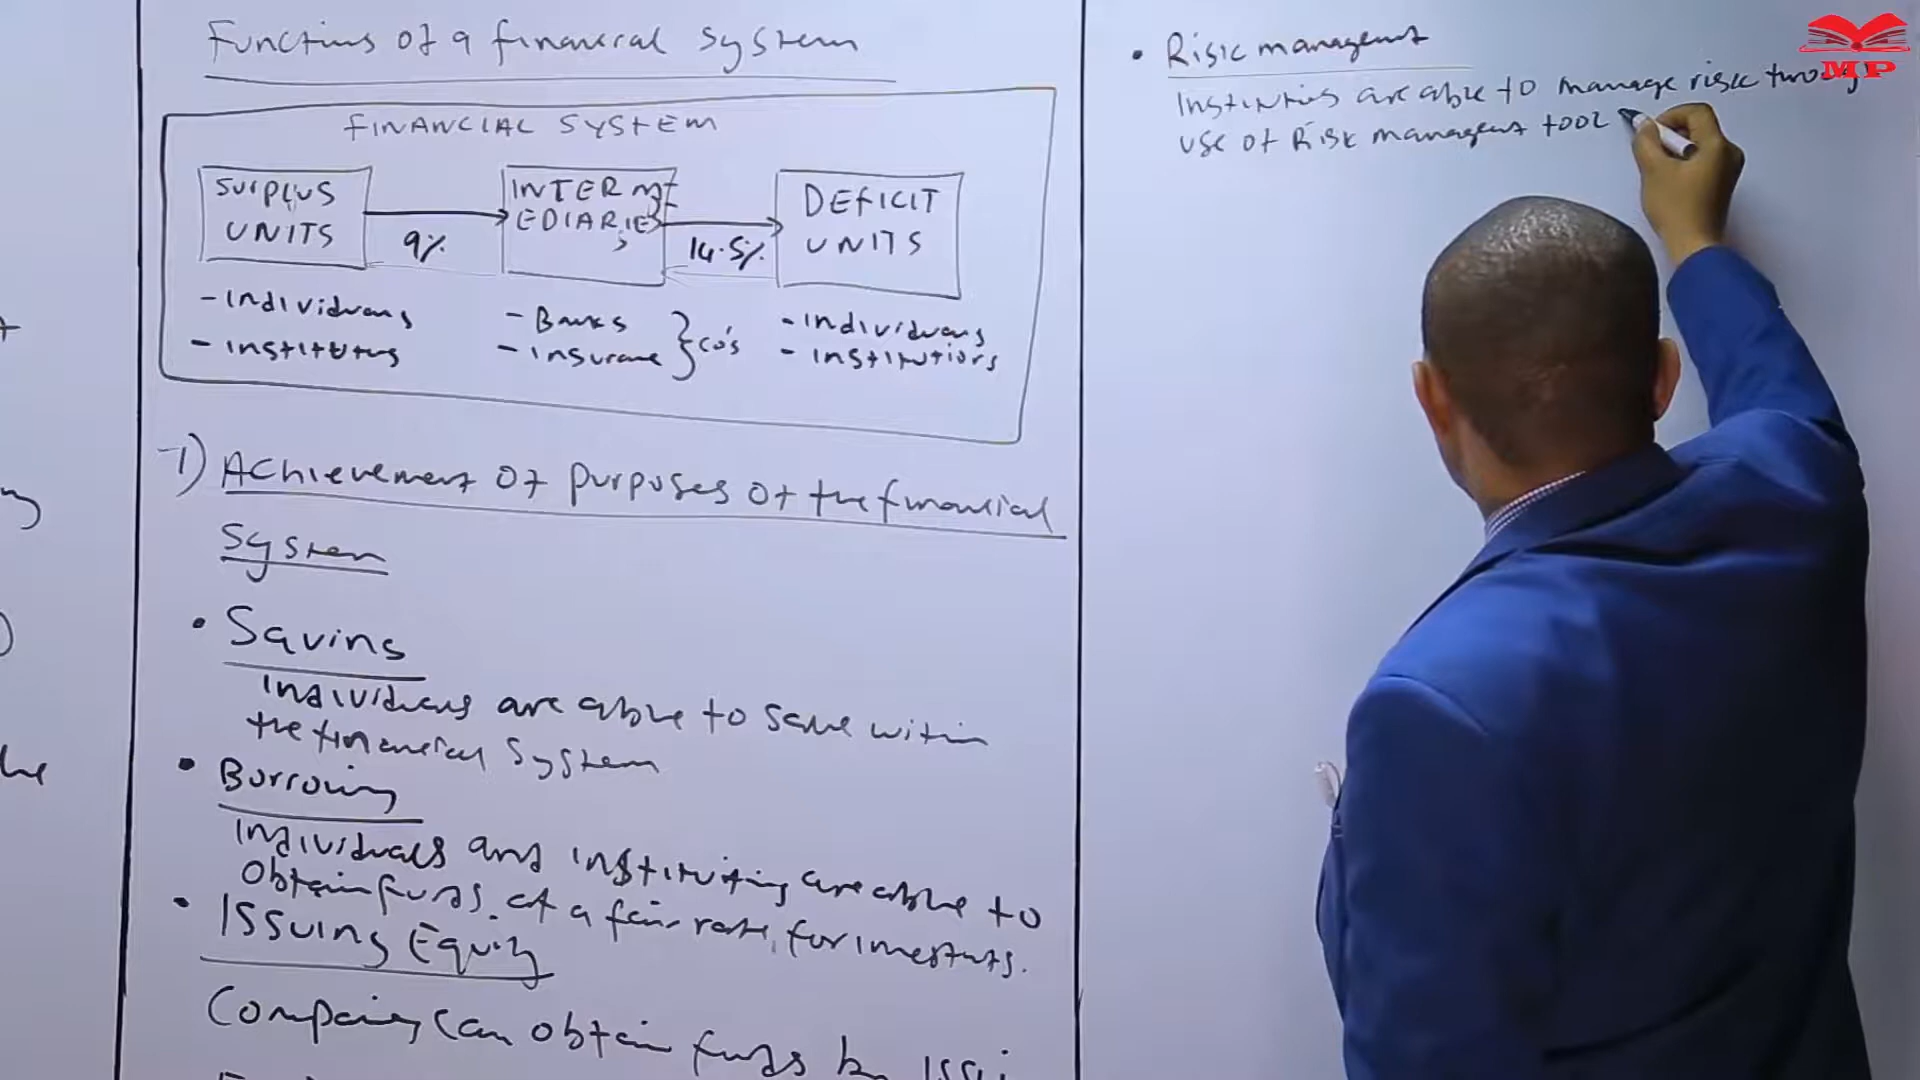 Functions of a financial system
FINANCIAL SYSTEM
SURPLUS
UNITS
9%
INTERM
EDIARIES
14.5%
DEFICIT
UNITS
- Individuals
- Institutions
- Banks
- Insurance
Co's
- Individuals
- Institutions
1) Achievement of purposes of the financial
System
• Savins
Individuals are able to save within
the financial system
• Borrowing
Individuals and institutions are able to
obtain funds at a fair rate, for investments.
• Issuing Equity
Companies can obtain funds by issui
• Risk management
Institutions are able to manage risk through
use of Risk management tool
MP